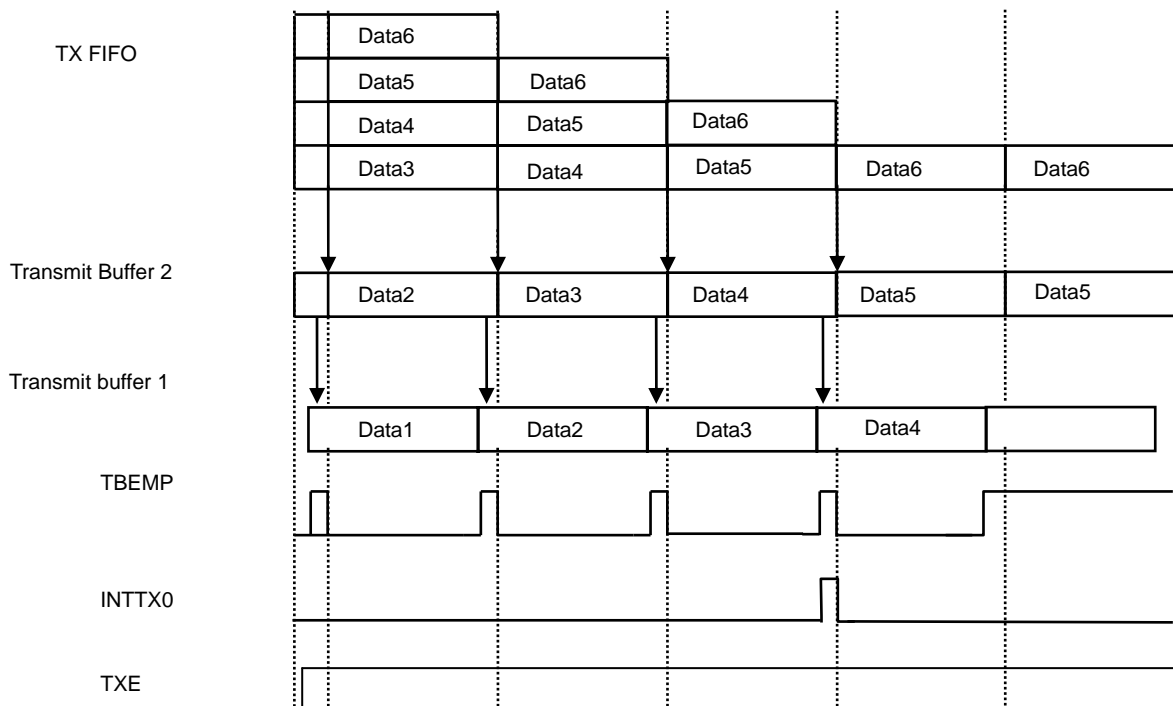 TX FIFO
Data6
Data5 Data6
Data4 Data5 Data6
Data3 Data4 Data5 Data6 Data6
Transmit Buffer 2
Data2 Data3 Data4 Data5 Data5
Transmit buffer 1
Data1 Data2 Data3 Data4
TBEMP
INTTX0
TXE